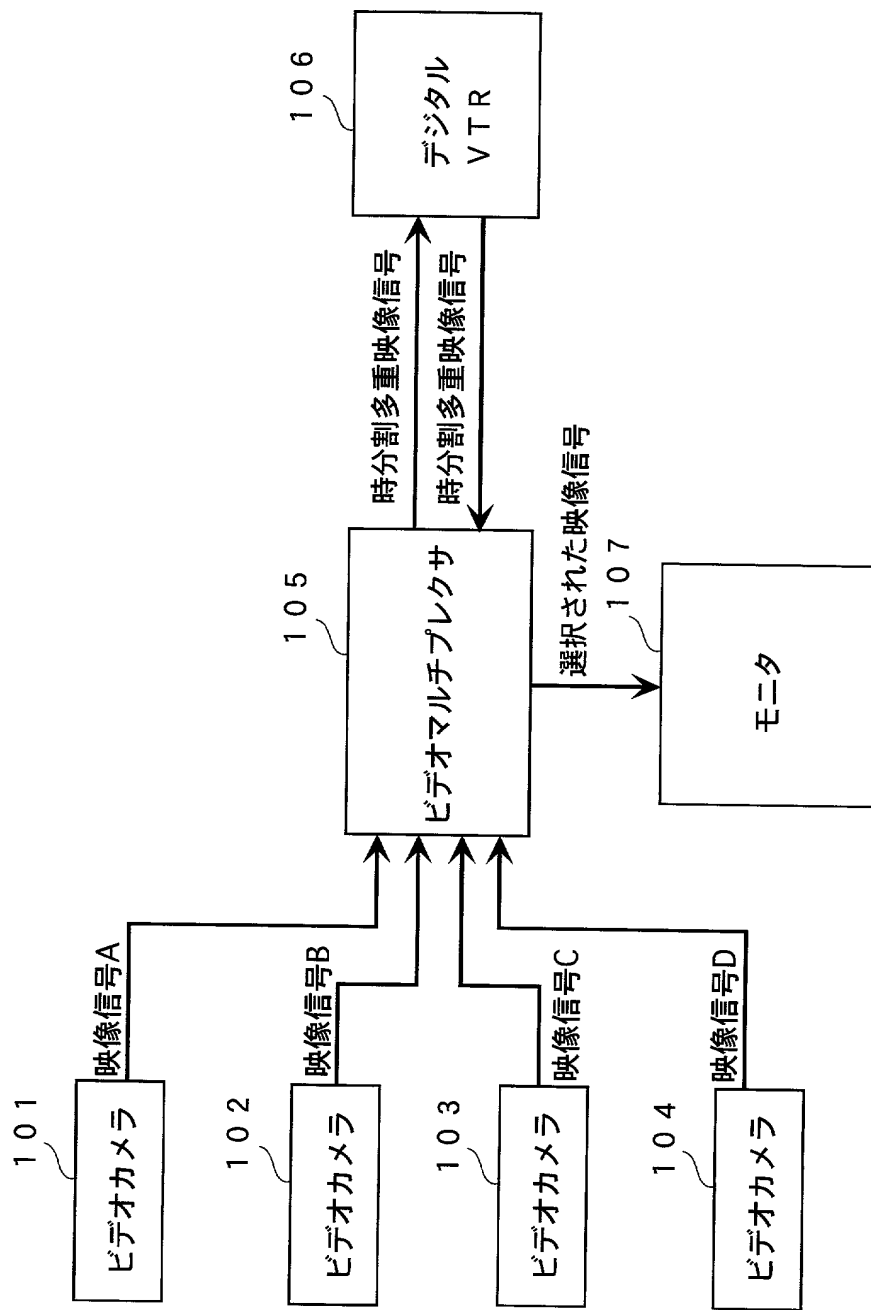 １０１
ビデオカメラ
映像信号A
１０２
ビデオカメラ
映像信号B
１０３
ビデオカメラ
映像信号C
１０４
ビデオカメラ
映像信号D
１０５
ビデオマルチプレクサ
時分割多重映像信号
時分割多重映像信号
１０６
デジタル
ＶＴＲ
選択された映像信号
１０７
モニタ